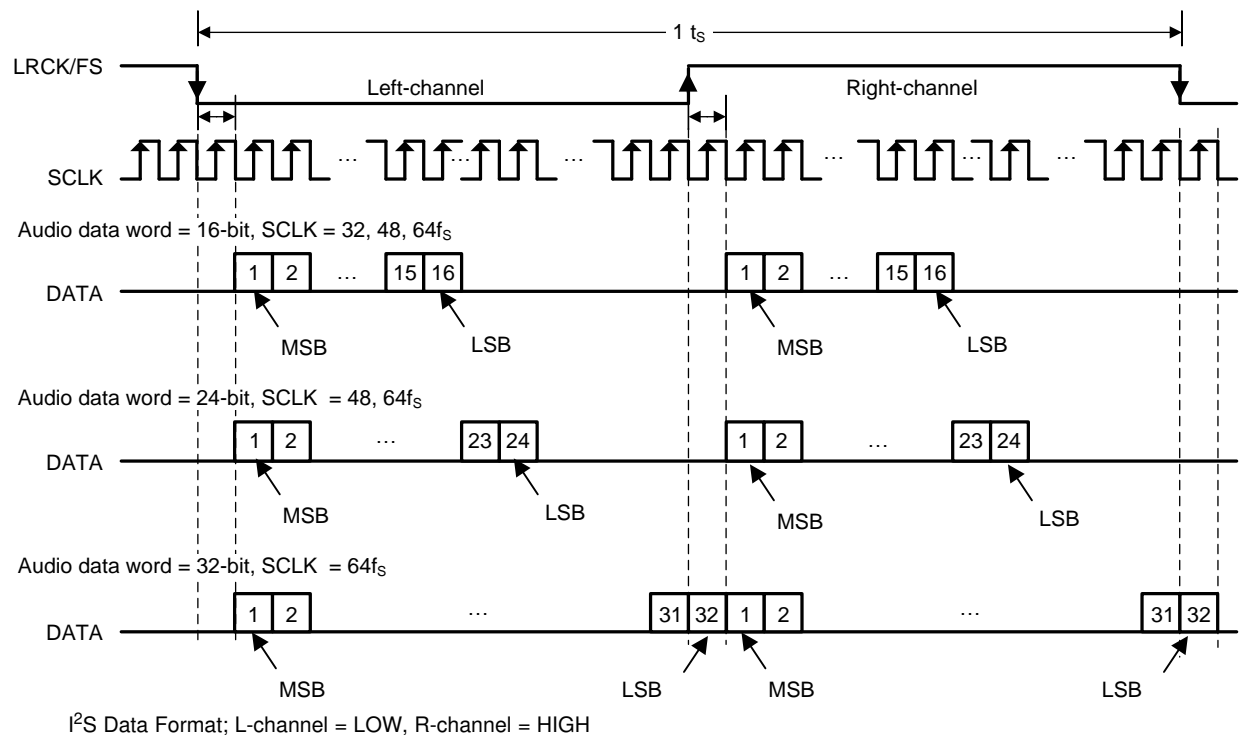 1 tS
LRCK/FS
Left-channel
Right-channel
... ... ... ... ... ...
SCLK
Audio data word = 16-bit, SCLK = 32, 48, 64fS
1 2 ... 15 16 1 2 ... 15 16
DATA
MSB LSB MSB LSB
Audio data word = 24-bit, SCLK = 48, 64fS
1 2 ... 23 24 1 2 ... 23 24
DATA
MSB LSB MSB LSB
Audio data word = 32-bit, SCLK = 64fS
1 2 ... 31 32 1 2 ... 31 32
DATA
MSB LSB MSB LSB
I2S Data Format; L-channel = LOW, R-channel = HIGH